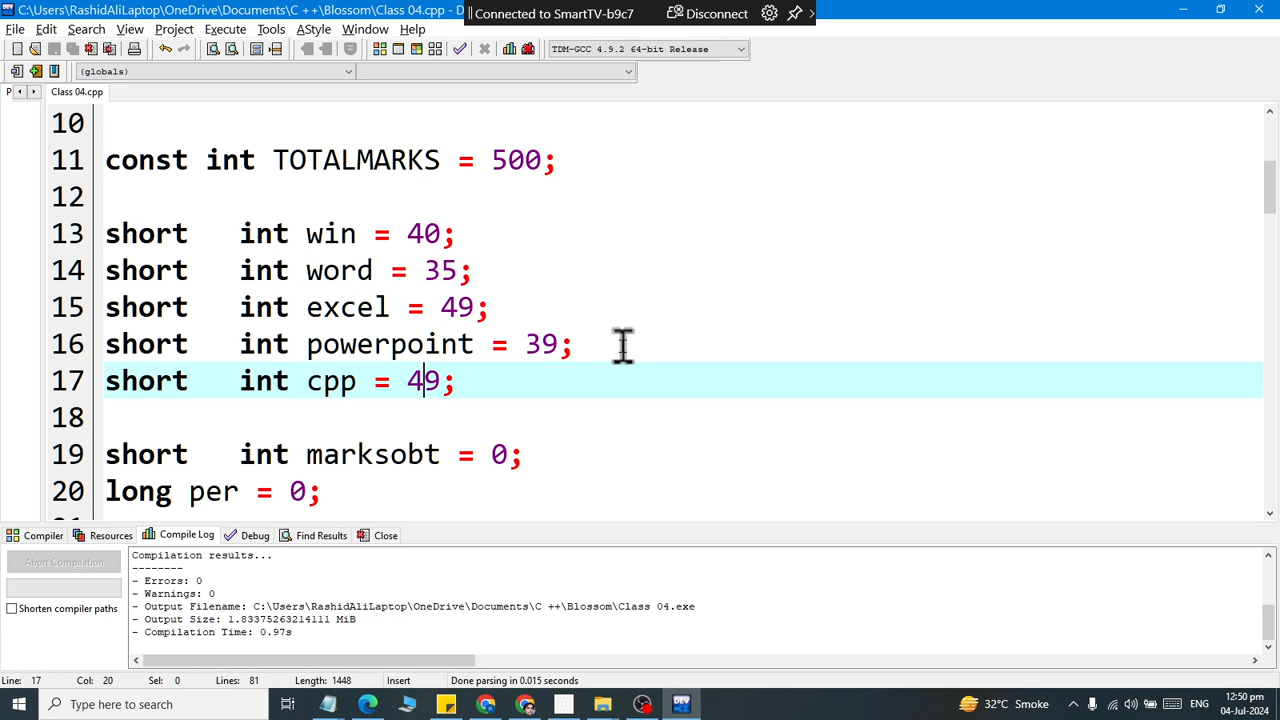 C:\Users\RashidAliLaptop\OneDrive\Documents\C ++\Blossom\Class 04.cpp - D
Connected to SmartTV-b9c7 Disconnect
File Edit Search View Project Execute Tools AStyle Window Help
TDM-GCC 4.9.2 64-bit Release
(globals)
P Class 04.cpp
10
11 const int TOTALMARKS = 500;
12
13 short int win = 40;
14 short int word = 35;
15 short int excel = 49;
16 short int powerpoint = 39;
17 short int cpp = 49;
18
19 short int marksobt = 0;
20 long per = 0;
Compiler Resources Compile Log Debug Find Results Close
Abort Compilation
Shorten compiler paths
Compilation results...
--------
- Errors: 0
- Warnings: 0
- Output Filename: C:\Users\RashidAliLaptop\OneDrive\Documents\C ++\Blossom\Class 04.exe
- Output Size: 1.83375263214111 MiB
- Compilation Time: 0.97s
Line: 17 Col: 20 Sel: 0 Lines: 81 Length: 1448 Insert Done parsing in 0.015 seconds
Type here to search
32°C Smoke
ENG
12:50 pm
04-Jul-2024